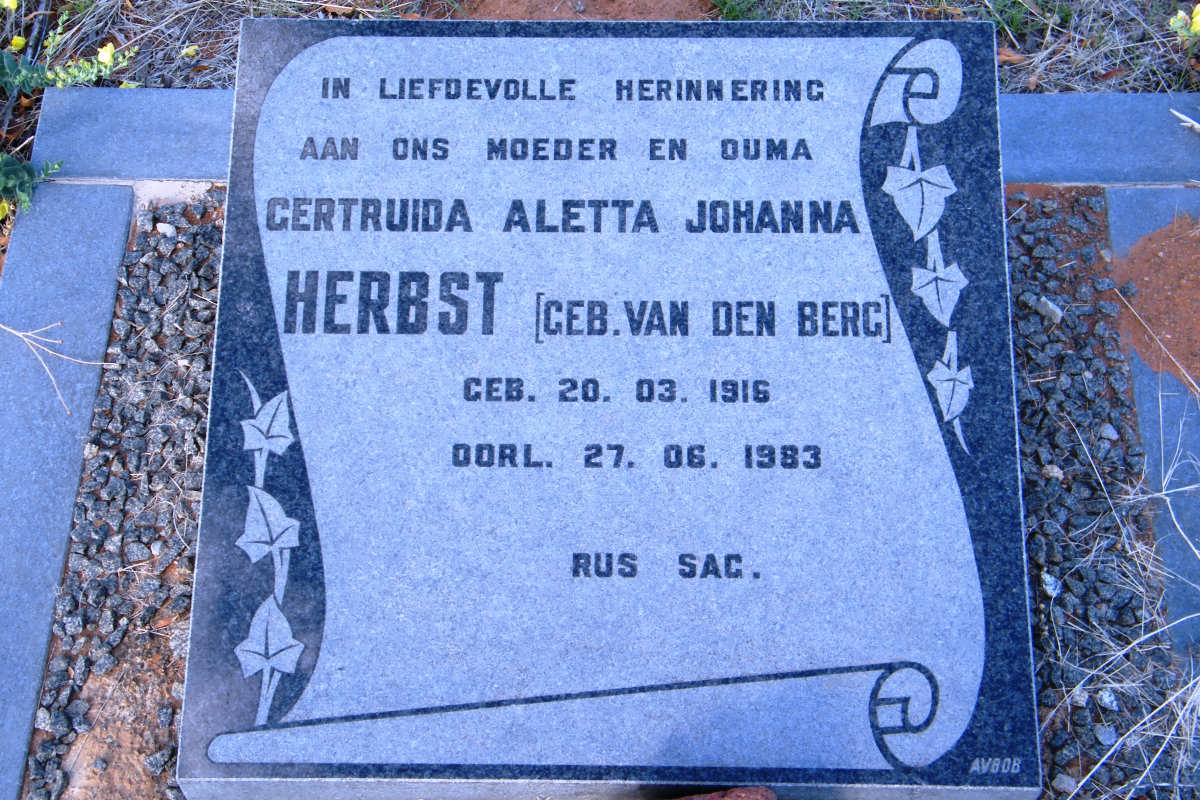 IN LIEFDEVOLLE HERINNERING
AAN ONS MOEDER EN OUMA
GERTRUIDA ALETTA JOHANNA
HERBST [GEB. VAN DEN BERG]
GEB. 20. 03. 1916
OORL. 27. 06. 1983
RUS SAG.
AVBOB